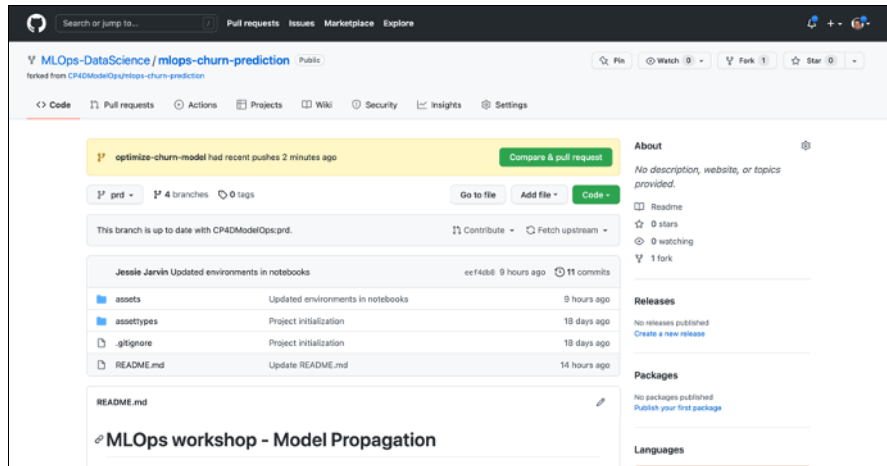 Search or jump to... /
Pull requests Issues Marketplace Explore
MLOps-DataScience / mlops-churn-prediction Public
forked from CP4DModelOps/mlops-churn-prediction
Pin Watch 0 Fork 1 Star 0
Code Pull requests Actions Projects Wiki Security Insights Settings
optimize-churn-model had recent pushes 2 minutes ago Compare & pull request
prd 4 branches 0 tags Go to file Add file Code
This branch is up to date with CP4DModelOps:prd. Contribute Fetch upstream
Jessie Jarvin Updated environments in notebooks eef4db8 9 hours ago 11 commits
assets Updated environments in notebooks 9 hours ago
assettypes Project initialization 18 days ago
.gitignore Project initialization 18 days ago
README.md Update README.md 14 hours ago
README.md
MLOps workshop - Model Propagation
About
No description, website, or topics
provided.
Readme
0 stars
0 watching
1 fork
Releases
No releases published
Create a new release
Packages
No packages published
Publish your first package
Languages